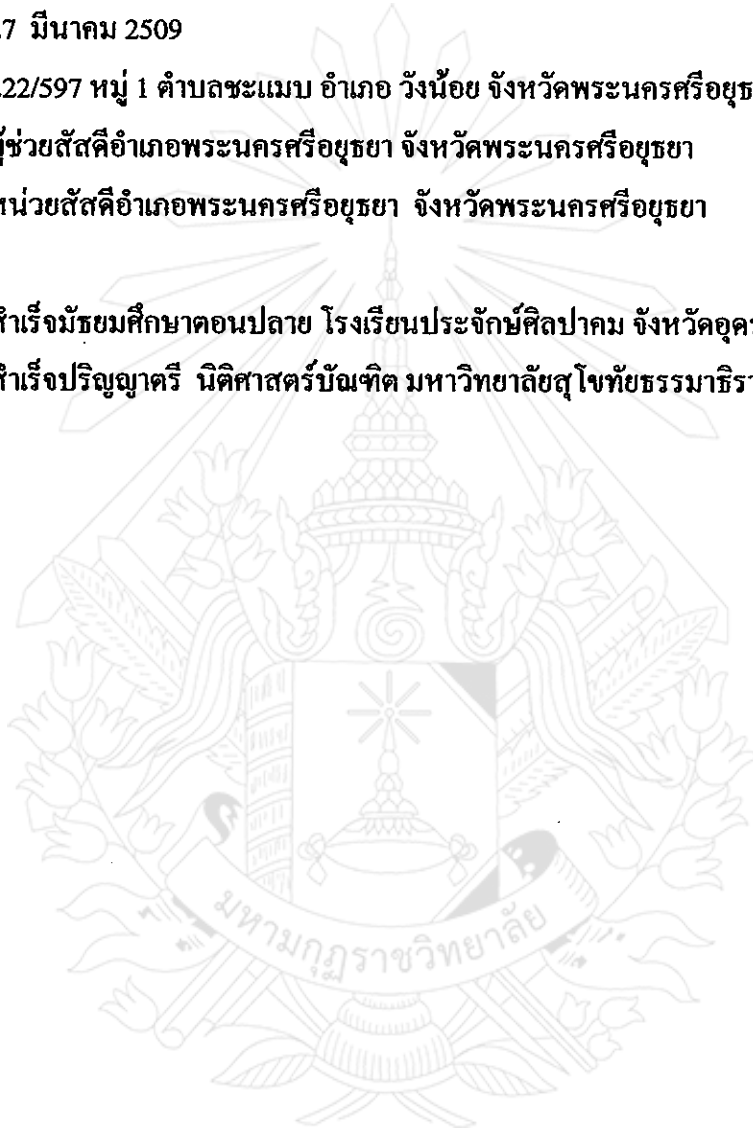 7 มีนาคม 2509
22/597 หมู่ 1 ตำบลชะแมบ อำเภอ วังน้อย จังหวัดพระนครศรีอยุธ
ผู้ช่วยสัสดีอำเภอพระนครศรีอยุธยา จังหวัดพระนครศรีอยุธยา
หน่วยสัสดีอำเภอพระนครศรีอยุธยา จังหวัดพระนครศรีอยุธยา
สำเร็จมัธยมศึกษาตอนปลาย โรงเรียนประจักษ์ศิลปาคม จังหวัดอุด
สำเร็จปริญญาตรี นิติศาสตร์บัณฑิต มหาวิทยาลัยสุโขทัยธรรมาธิรา
มหามกุฏราชวิทยาลัย